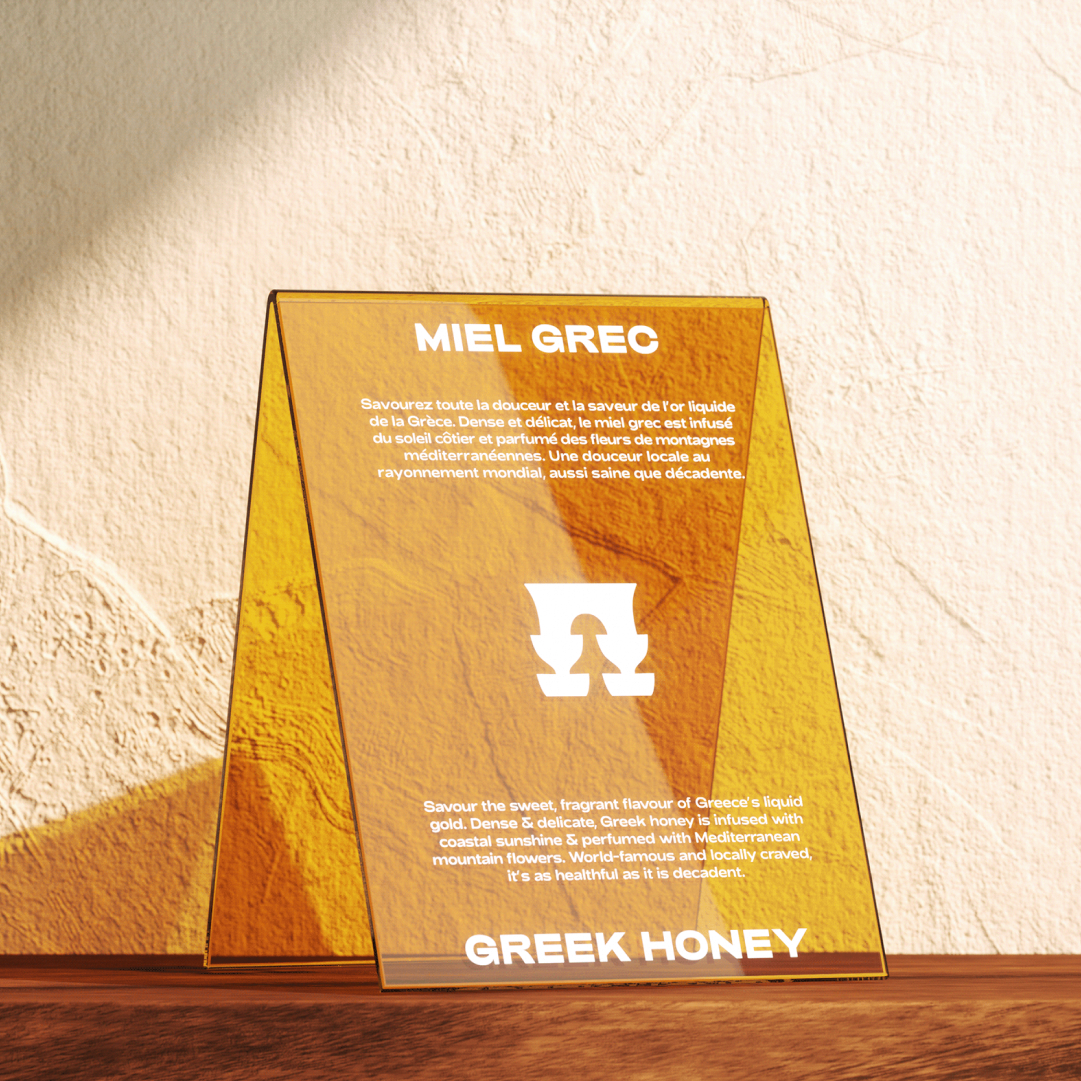 MIEL GREC
Savourez toute la douceur et la saveur de l'or liquide
de la Grèce. Dense et délicat, le miel grec est infusé
du soleil côtier et parfumé des fleurs de montagnes
méditerranéennes. Une douceur locale au
rayonnement mondial, aussi saine que décadente.
Savour the sweet, fragrant flavour of Greece's liquid
gold. Dense & delicate, Greek honey is infused with
coastal sunshine & perfumed with Mediterranean
mountain flowers. World-famous and locally craved,
it's as healthful as it is decadent.
GREEK HONEY